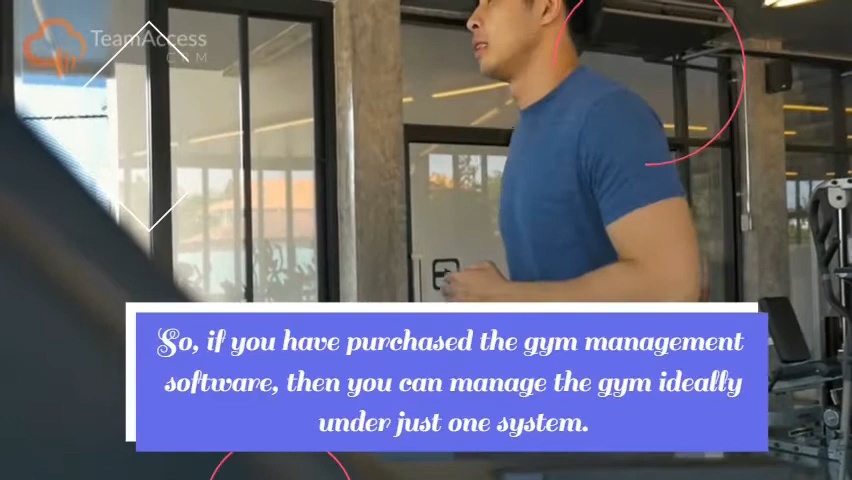 TeamAccess
GYM
So, if you have purchased the gym management
software, then you can manage the gym ideally
under just one system.